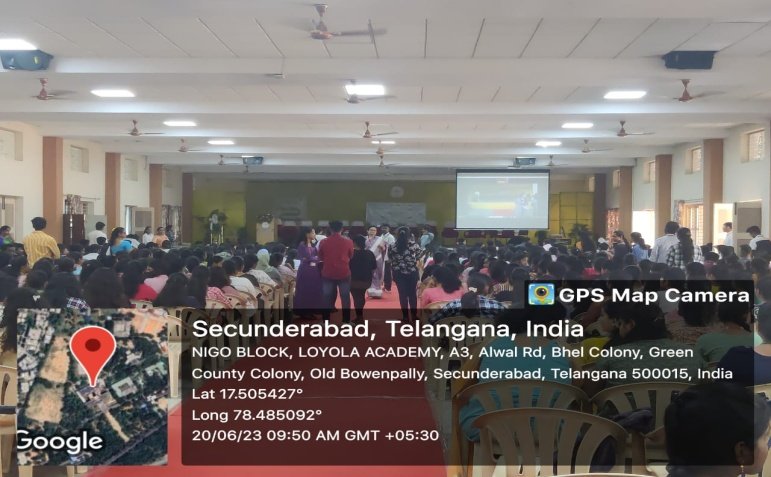 GPS Map Camera
Secunderabad, Telangana, India
NIGO BLOCK, LOYOLA ACADEMY, A3, Alwal Rd, Bhel Colony, Green
County Colony, Old Bowenpally, Secunderabad, Telangana 500015, India
Lat 17.505427°
Long 78.485092°
20/06/23 09:50 AM GMT +05:30
Google